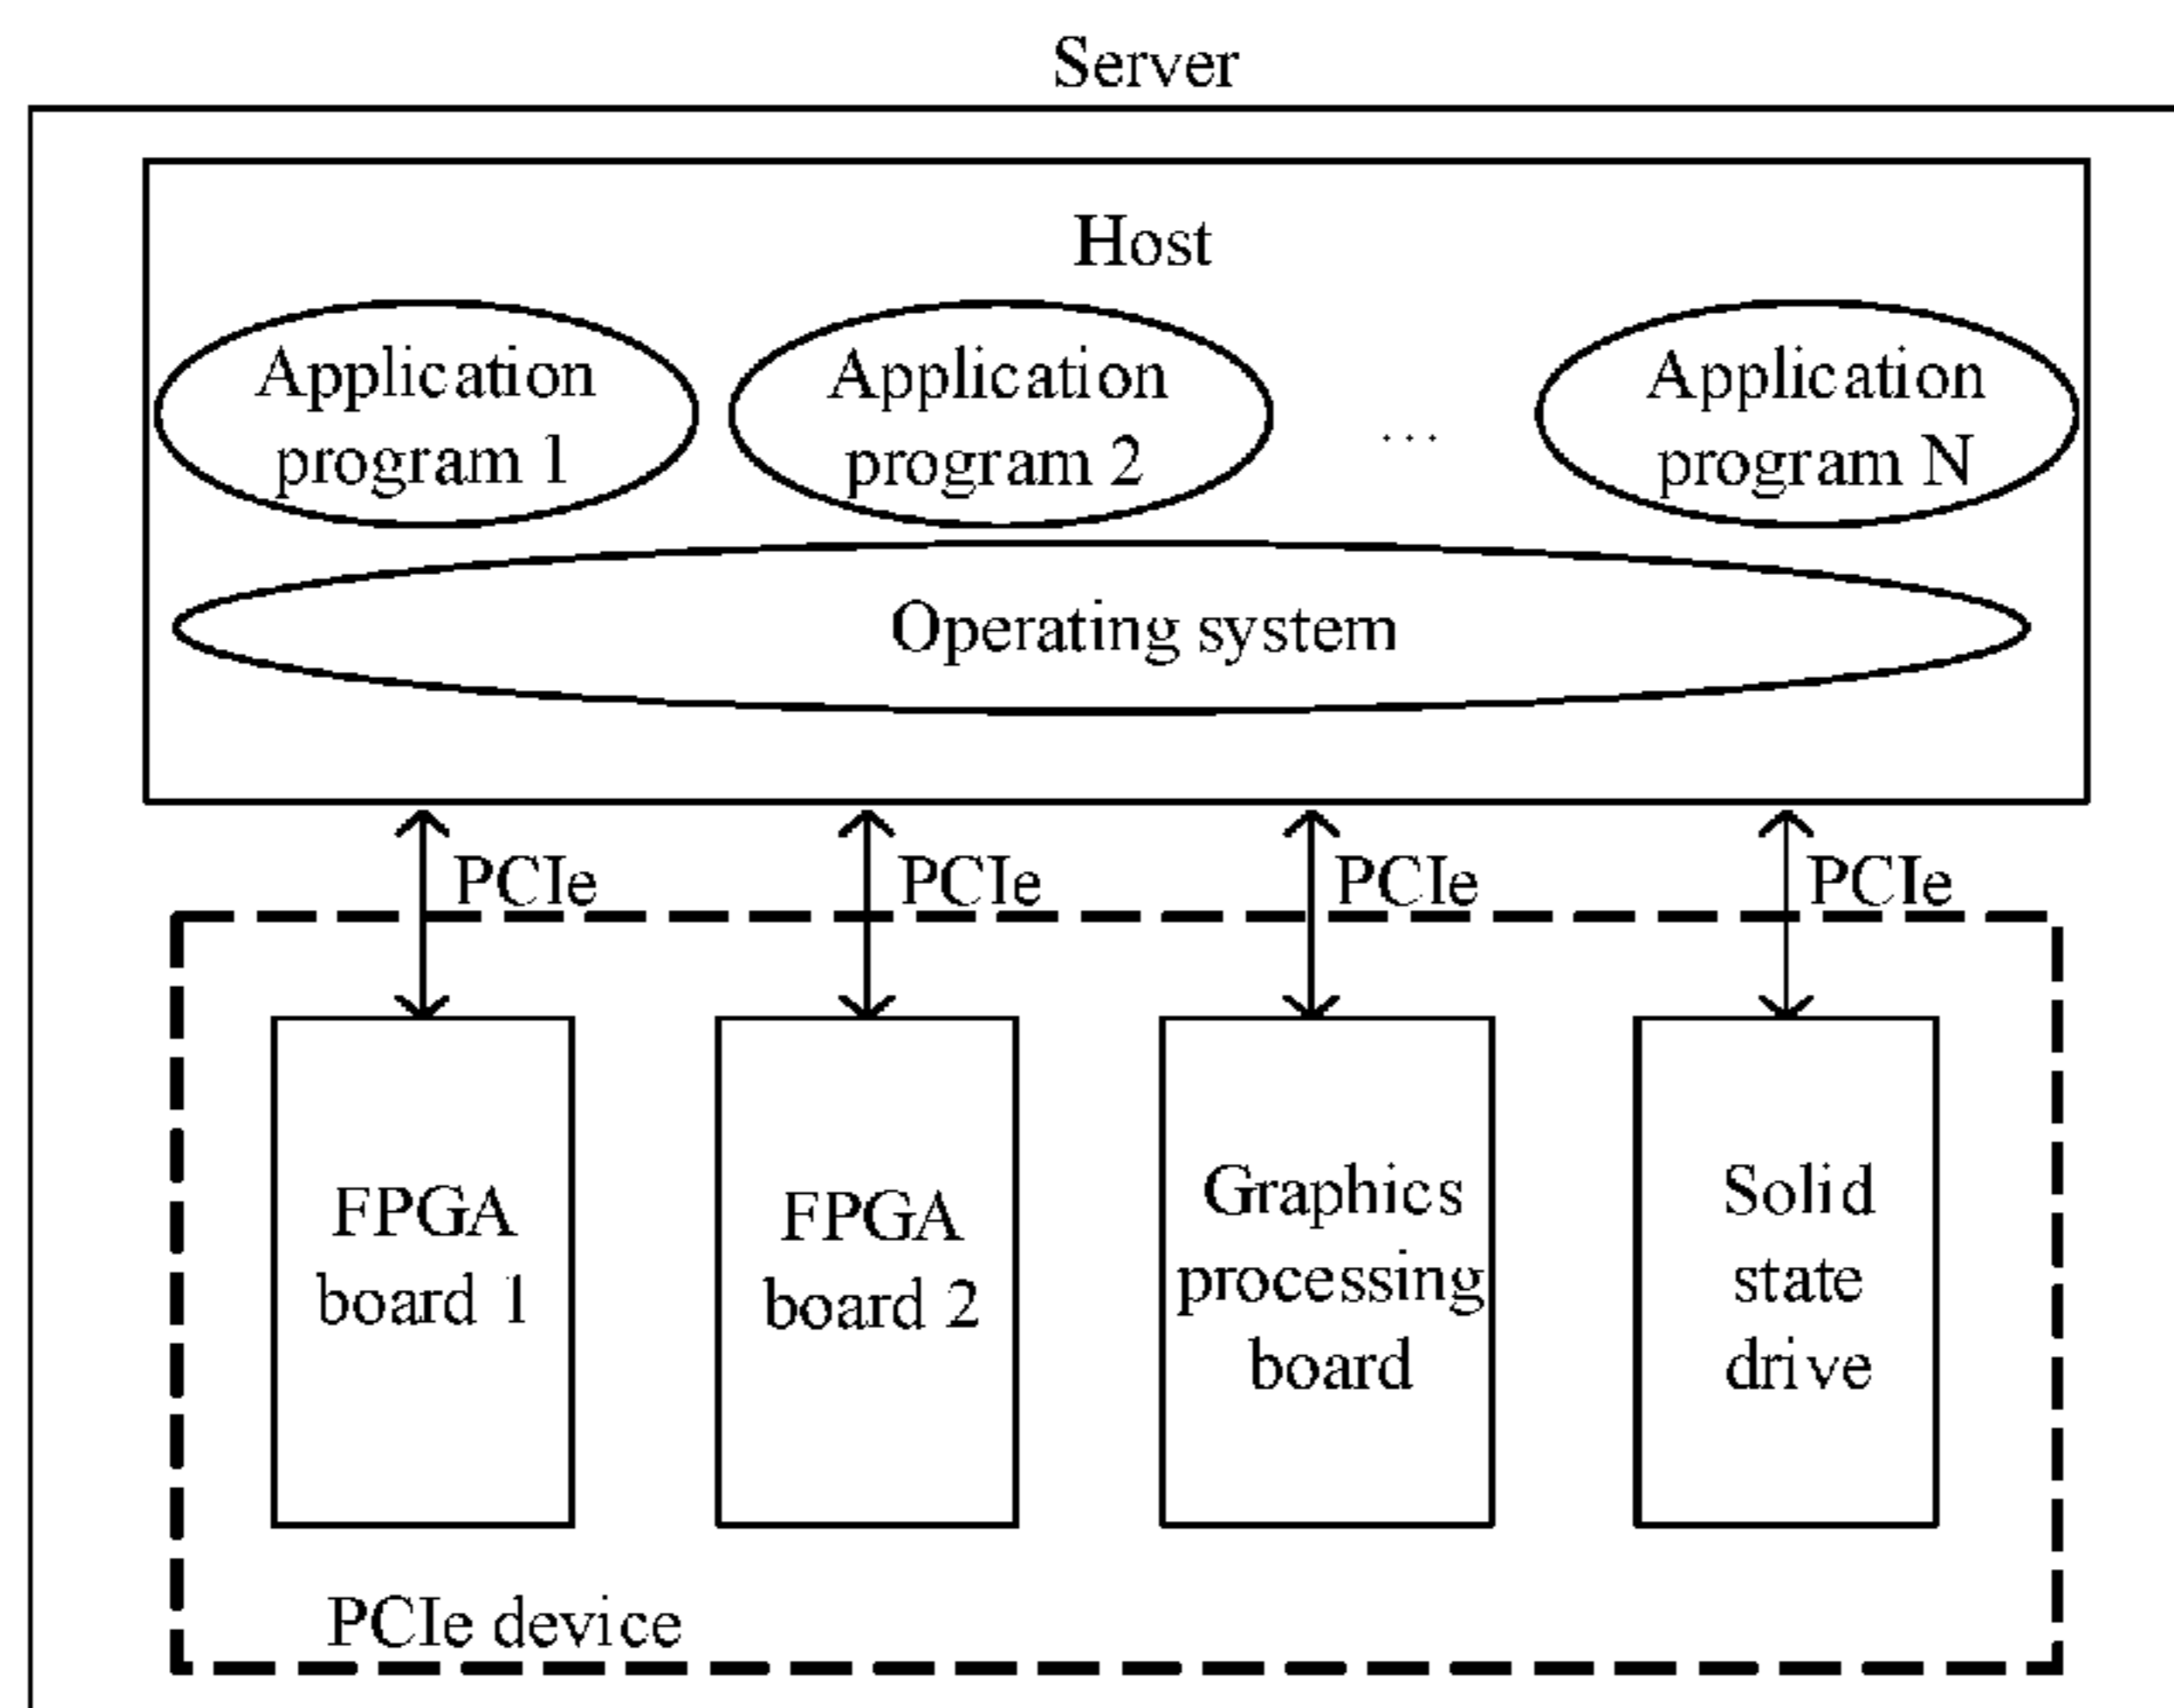 Server
Host
Application
program 1
Application
program 2
...
Application
program N
Operating system
PCIe
PCIe
PCIe
PCIe
FPGA
board 1
FPGA
board 2
Graphics
processing
board
Solid
state
drive
PCIe device